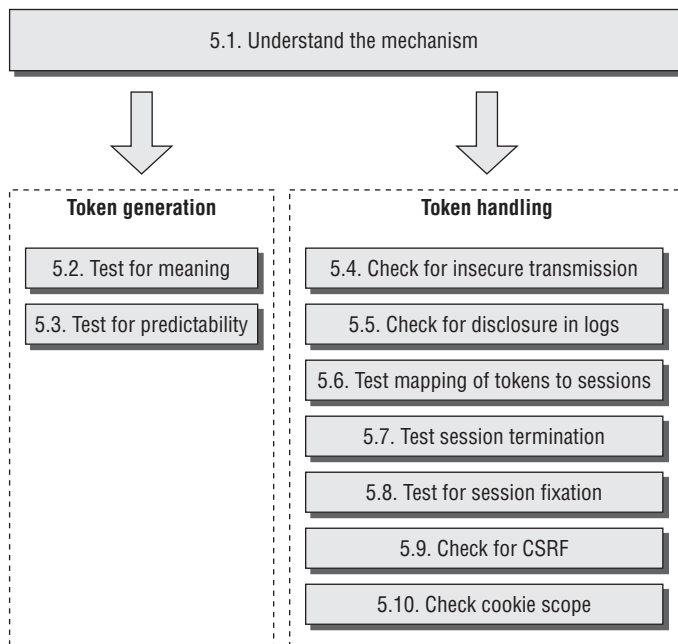 5.1. Understand the mechanism
Token generation
5.2. Test for meaning
5.3. Test for predictability
Token handling
5.4. Check for insecure transmission
5.5. Check for disclosure in logs
5.6. Test mapping of tokens to sessions
5.7. Test session termination
5.8. Test for session fixation
5.9. Check for CSRF
5.10. Check cookie scope